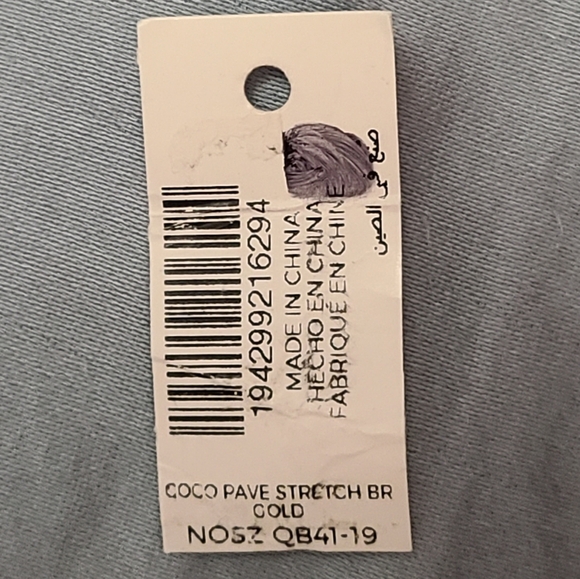 194299216294
MADE IN CHINA
HECHO EN CHINA
FABRIQUÉ EN CHINE
صنع في الصين
COCO PAVE STRETCH BR
GOLD
NOSZ QB41-19